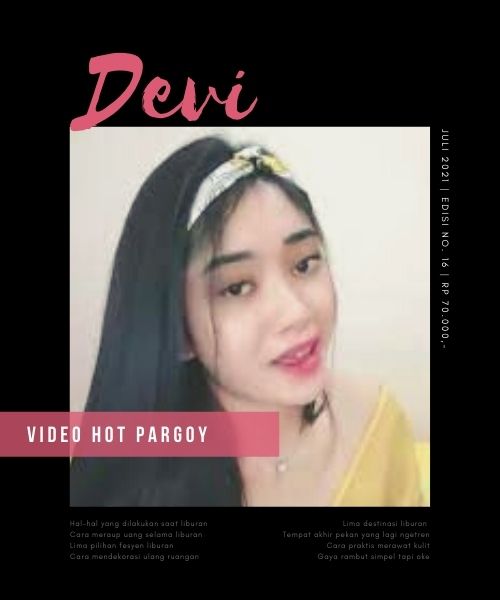 Devi
JULI 2021 | EDISI NO. 16 | RP 70.000,-
VIDEO HOT PARGOY
Hal-hal yang dilakukan saat liburan
Cara meraup uang selama liburan
Lima pilihan fesyen liburan
Cara mendekorasi ulang ruangan
Lima destinasi liburan
Tempat akhir pekan yang lagi ngetren
Cara praktis merawat kulit
Gaya rambut simpel tapi oke